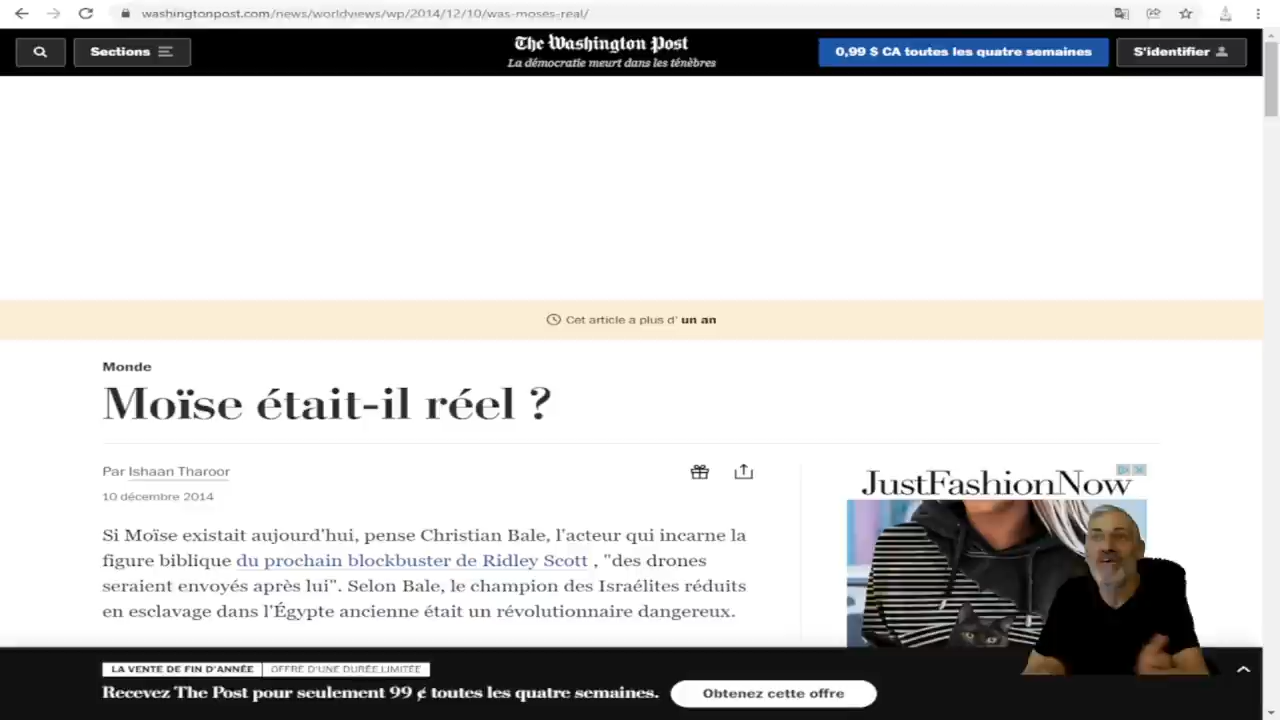 washingtonpost.com/news/worldviews/wp/2014/12/10/was-moses-real/
Sections
The Washington Post
La démocratie meurt dans les ténèbres
0,99 $ CA toutes les quatre semaines
S'identifier
Cet article a plus d' un an
Monde
Moïse était-il réel ?
Par Ishaan Tharoor
10 décembre 2014
Si Moïse existait aujourd'hui, pense Christian Bale, l'acteur qui incarne la
figure biblique du prochain blockbuster de Ridley Scott , "des drones
seraient envoyés après lui". Selon Bale, le champion des Israélites réduits
en esclavage dans l'Égypte ancienne était un révolutionnaire dangereux.
JustFashionNow
LA VENTE DE FIN D'ANNÉE OFFRE D'UNE DURÉE LIMITÉE
Recevez The Post pour seulement 99 ¢ toutes les quatre semaines.
Obtenez cette offre